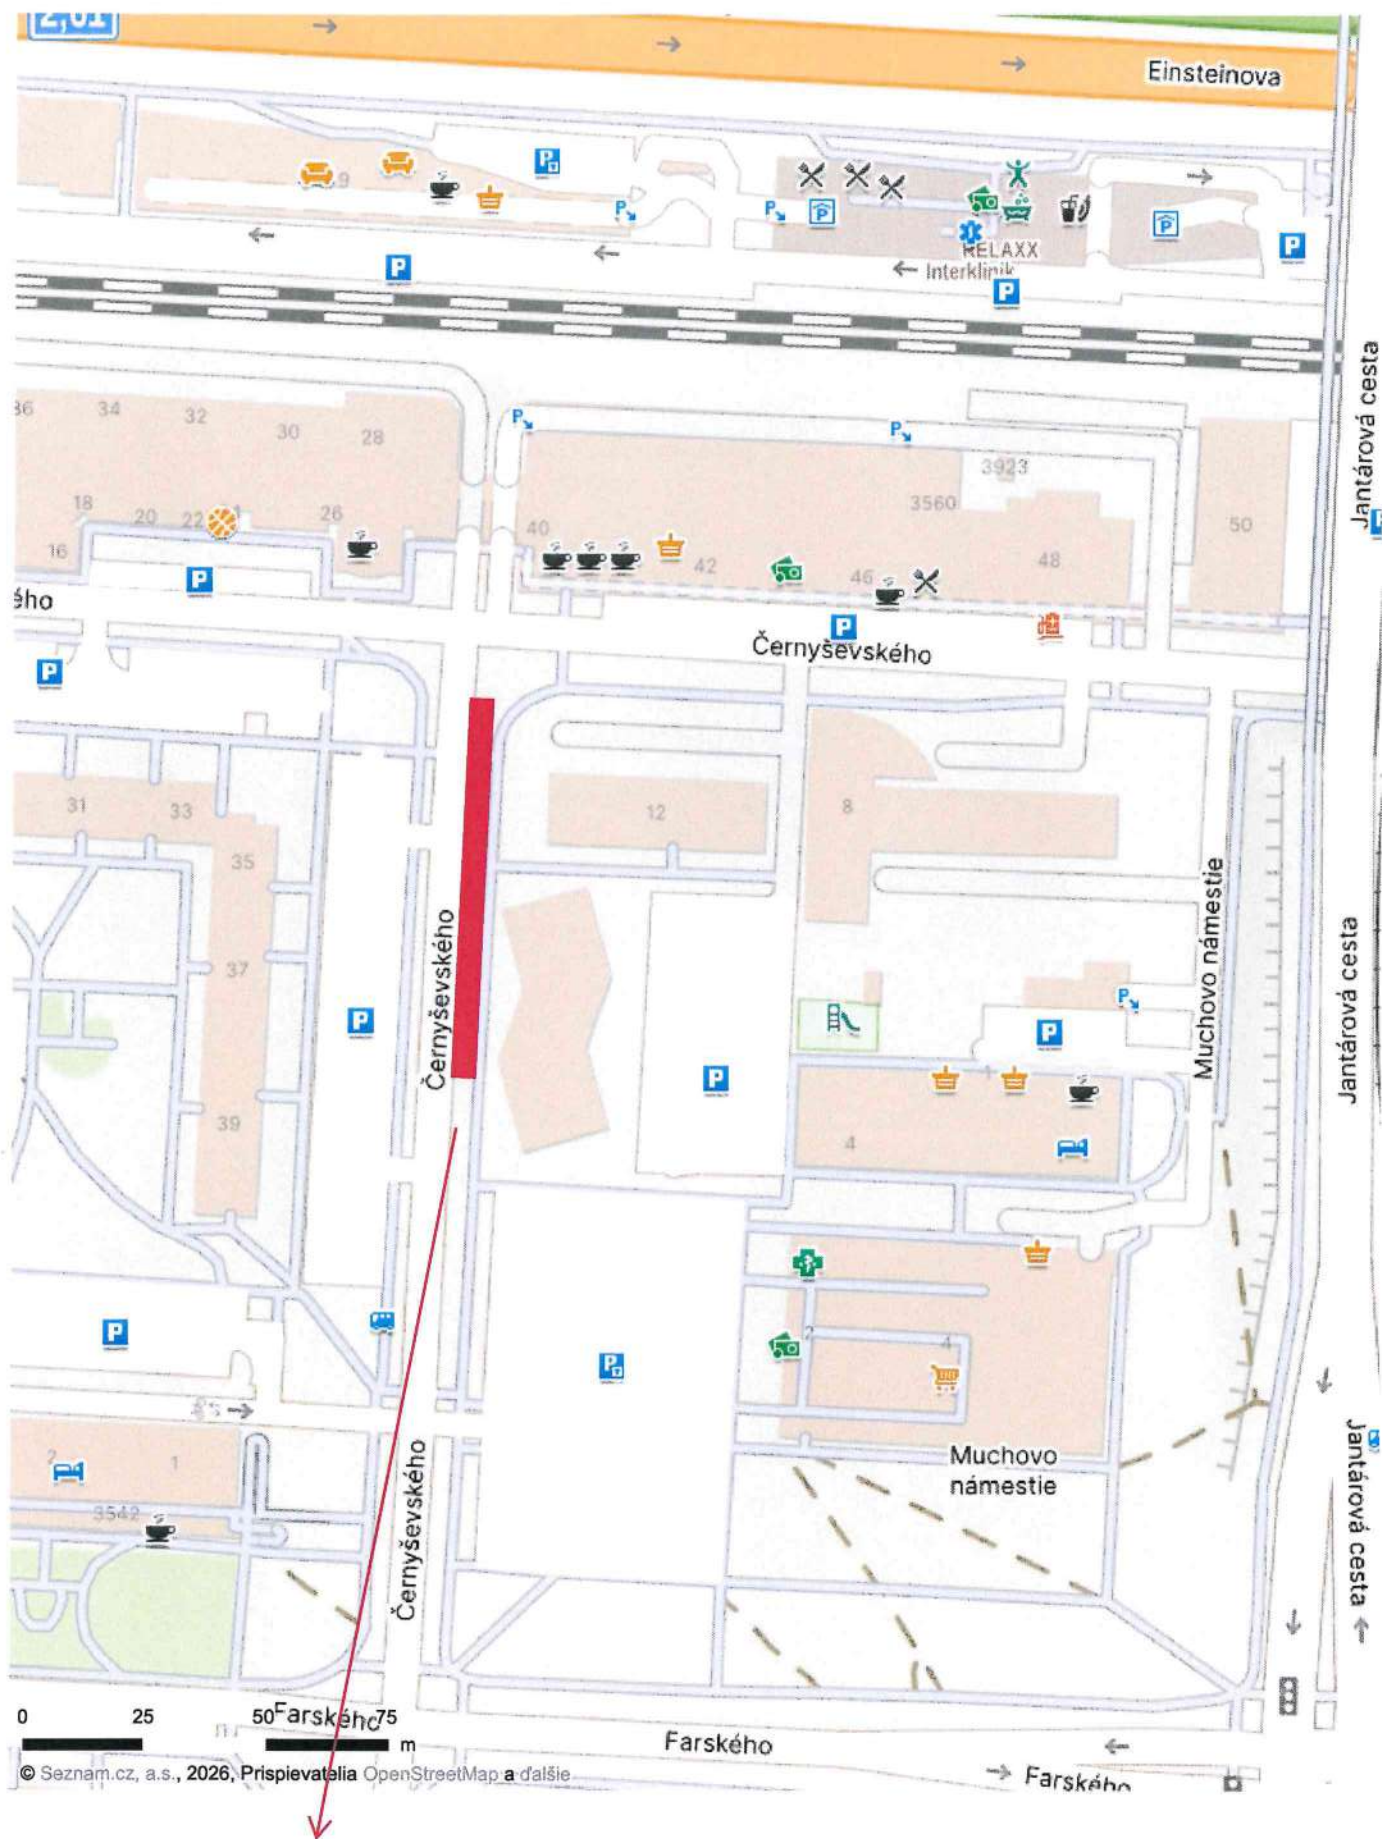 2,01
Einsteinova
9
P
P
P
P
P
P
RELAXX
Interklinik
P
P
Jantárová cesta
36
34
32
30
28
P
P
3923
3560
18
20
22
26
40
16
42
46
48
50
P
P
P
Černyševského
P
31
33
35
12
8
Muchovo námestie
Černyševského
37
Jantárová cesta
P
P
P
P
39
4
P
2
4
P
Muchovo
námestie
Jantárová cesta
2
1
3542
Černyševského
0 25 50 75
m
Farského
Farského
Farského
© Seznam.cz, a.s., 2026, Prispievatelia OpenStreetMap a ďalšie